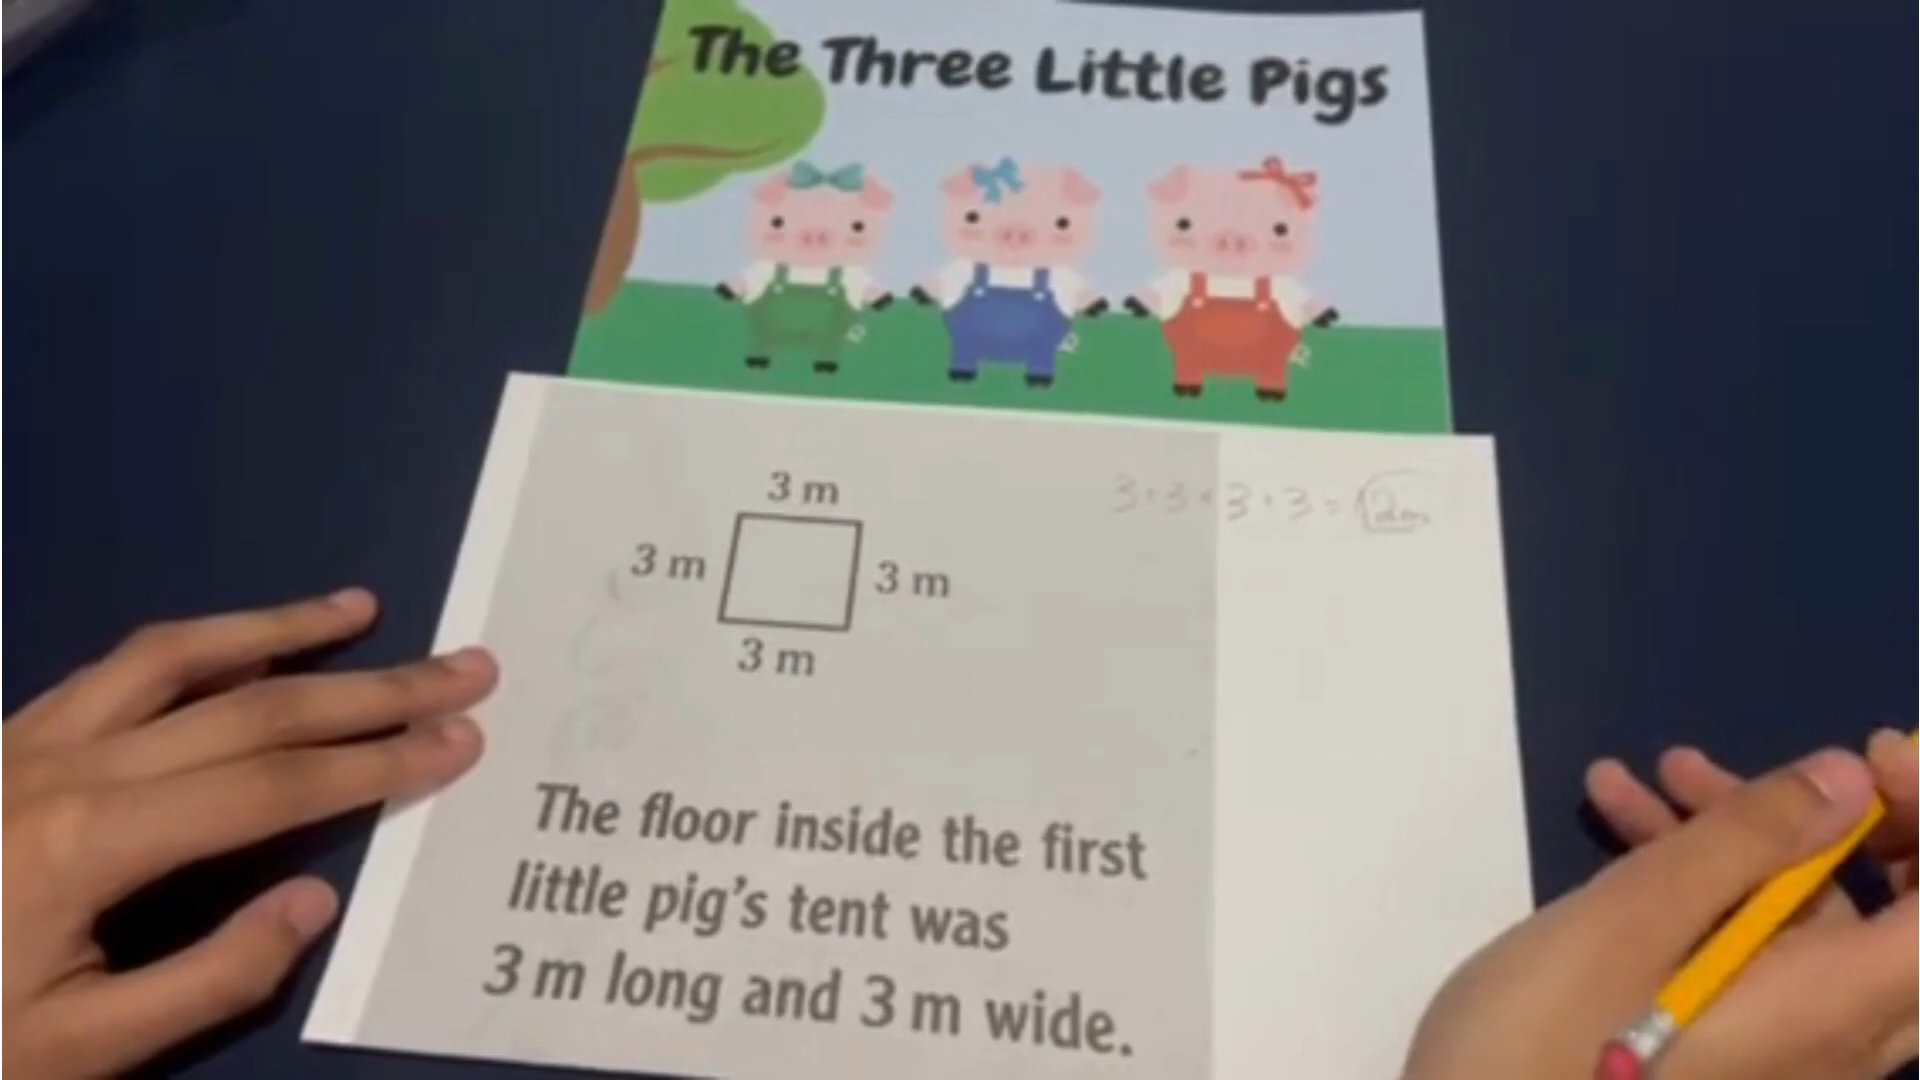 The Three Little Pigs
3 m
3+3+3+3=12m
3 m
3 m
3 m
The floor inside the first
little pig's tent was
3 m long and 3 m wide.